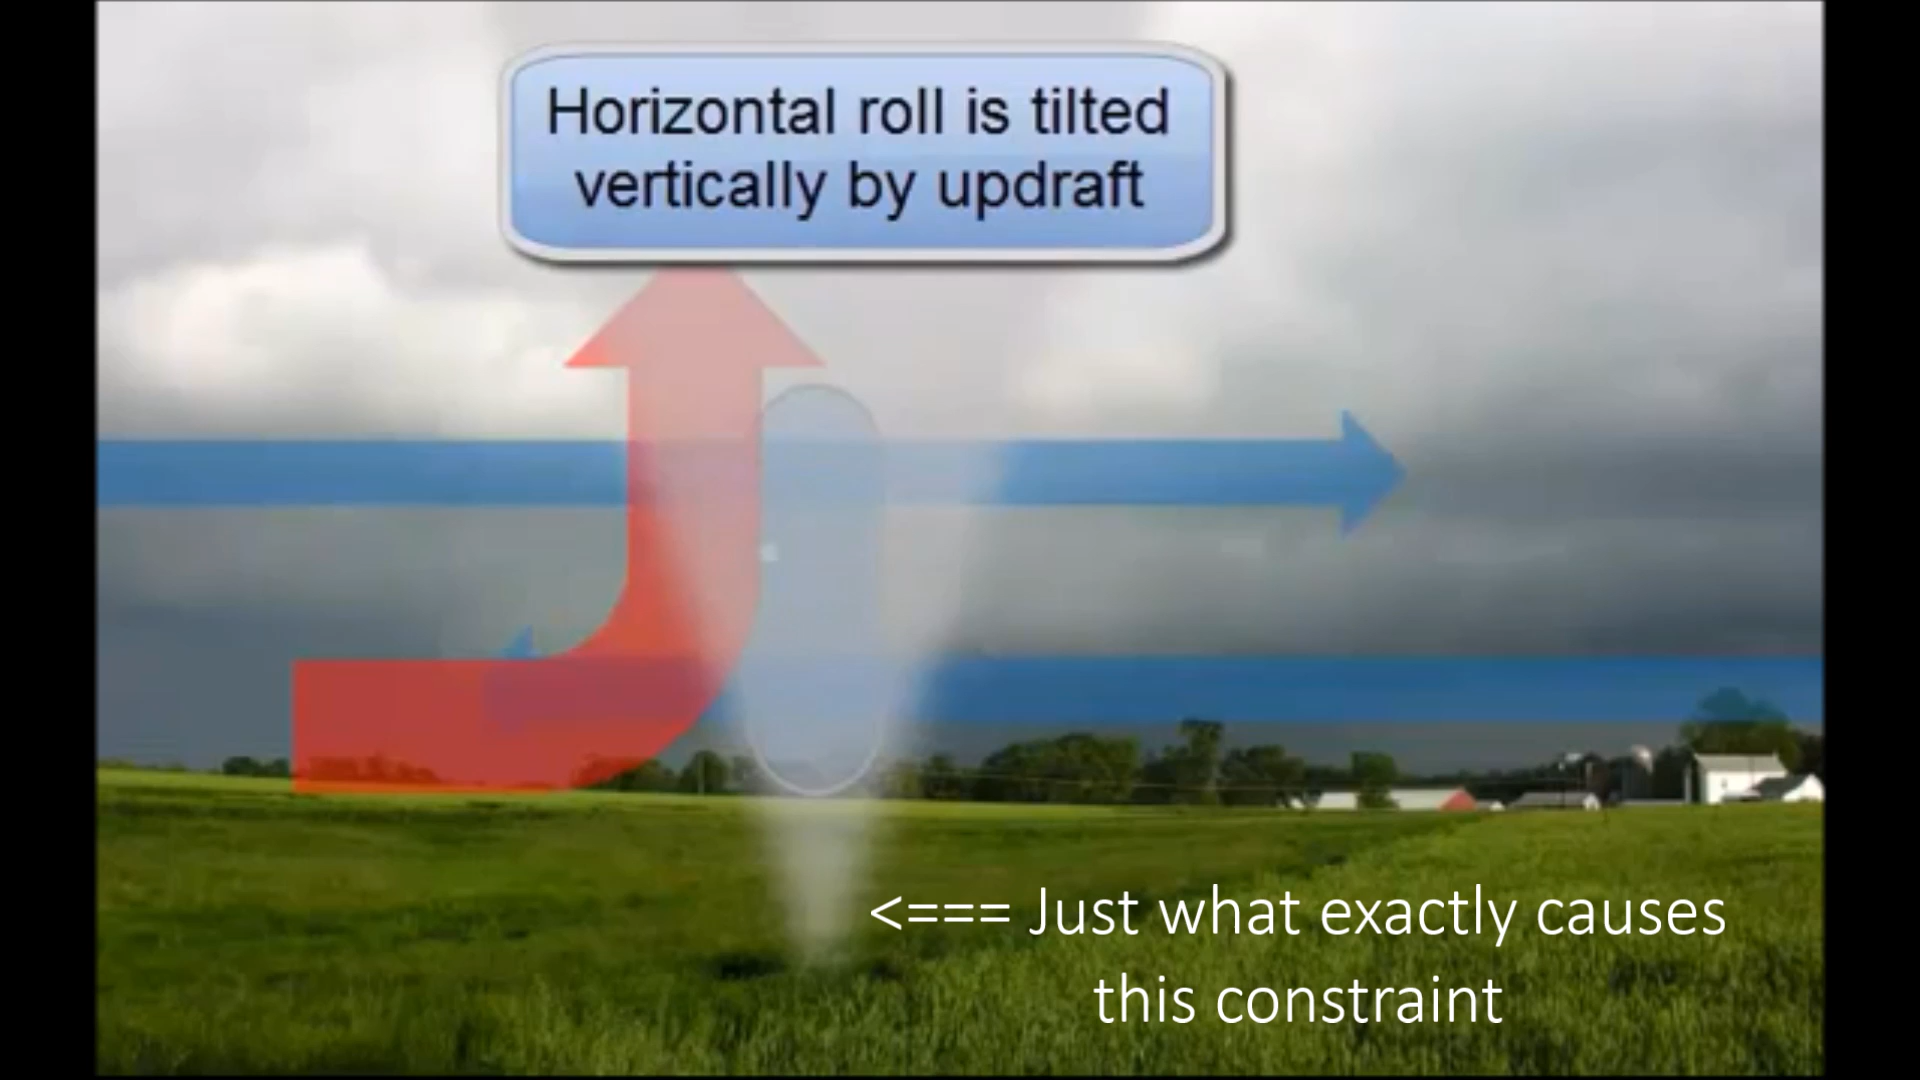 Horizontal roll is tilted
vertically by updraft
<=== Just what exactly causes
this constraint